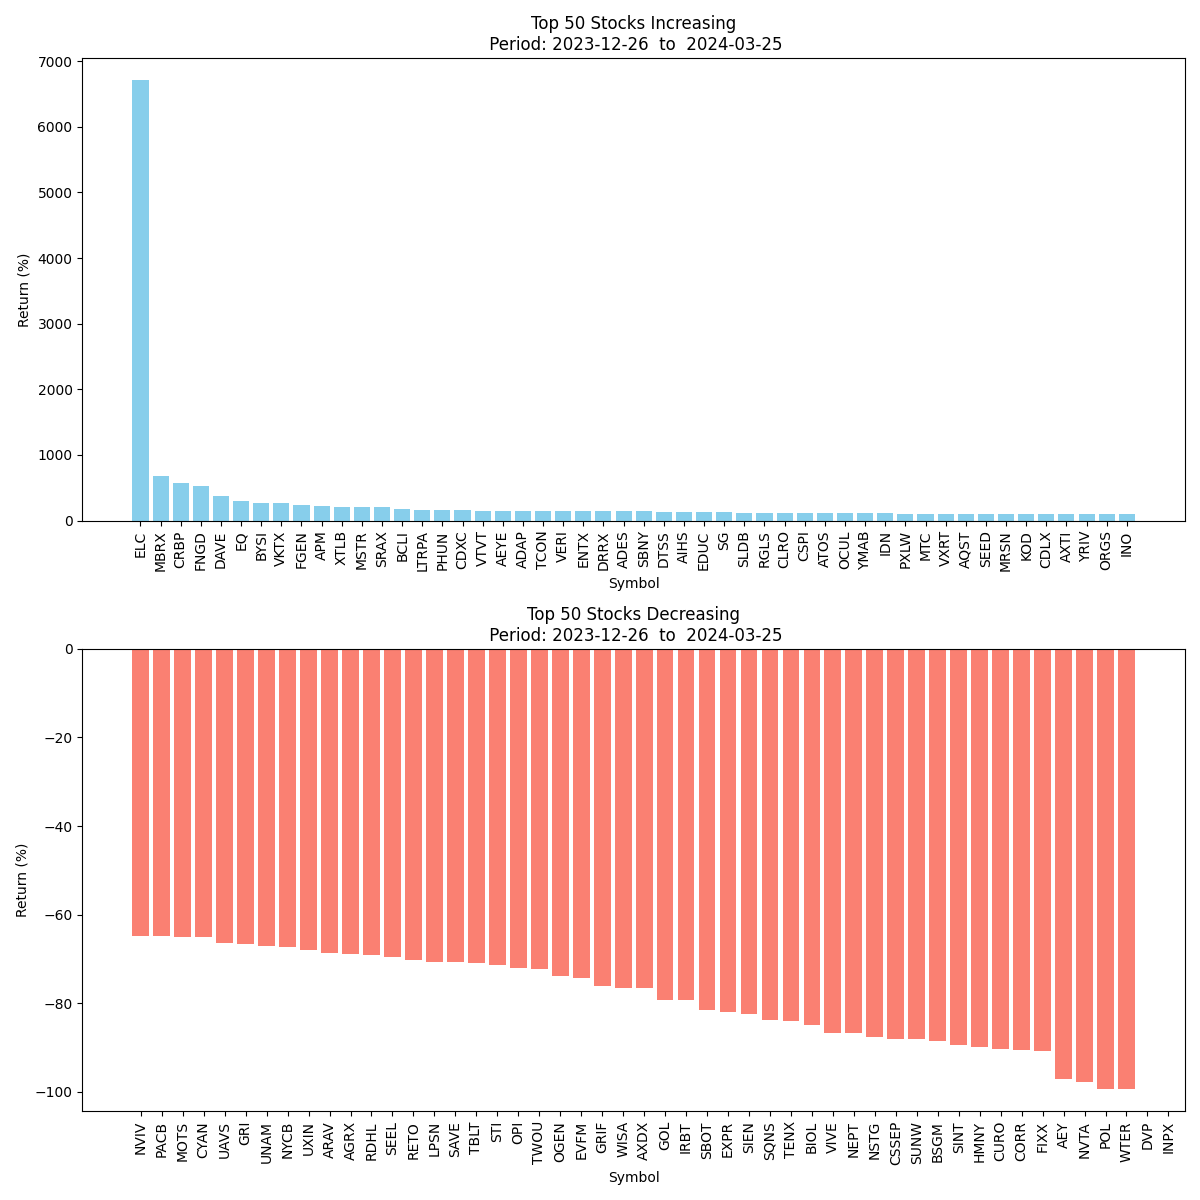 Top 50 Stocks Increasing
Period: 2023-12-26  to  2024-03-25
7000
6000
5000
4000
3000
2000
1000
0
Return (%)
ELC MBRX CRBP FNGD DAVE EQ BYSI VKTX FGEN APM XTLB MSTR SRAX BCLI LTRPA PHUN CDXC VTVT AEYE ADAP TCON VERI ENTX DRRX ADES SBNY DTSS AIHS EDUC SG SLDB RGLS CLRO CSPI ATOS OCUL YMAB IDN PXLW MTC VXRT AQST SEED MRSN KOD CDLX AXTI YRIV ORGS INO
Symbol
Top 50 Stocks Decreasing
Period: 2023-12-26  to  2024-03-25
0
−20
−40
−60
−80
−100
Return (%)
NVIV PACB MOTS CYAN UAVS GRI UNAM NYCB UXIN ARAV AGRX RDHL SEEL RETO LPSN SAVE TBLT STI OPI TWOU OGEN EVFM GRIF WISA AXDX GOL IRBT SBOT EXPR SIEN SQNS TENX BIOL VIVE NEPT NSTG CSSEP SUNW BSGM SINT HMNY CURO CORR FIXX AEY NVTA POL WTER DVP INPX
Symbol